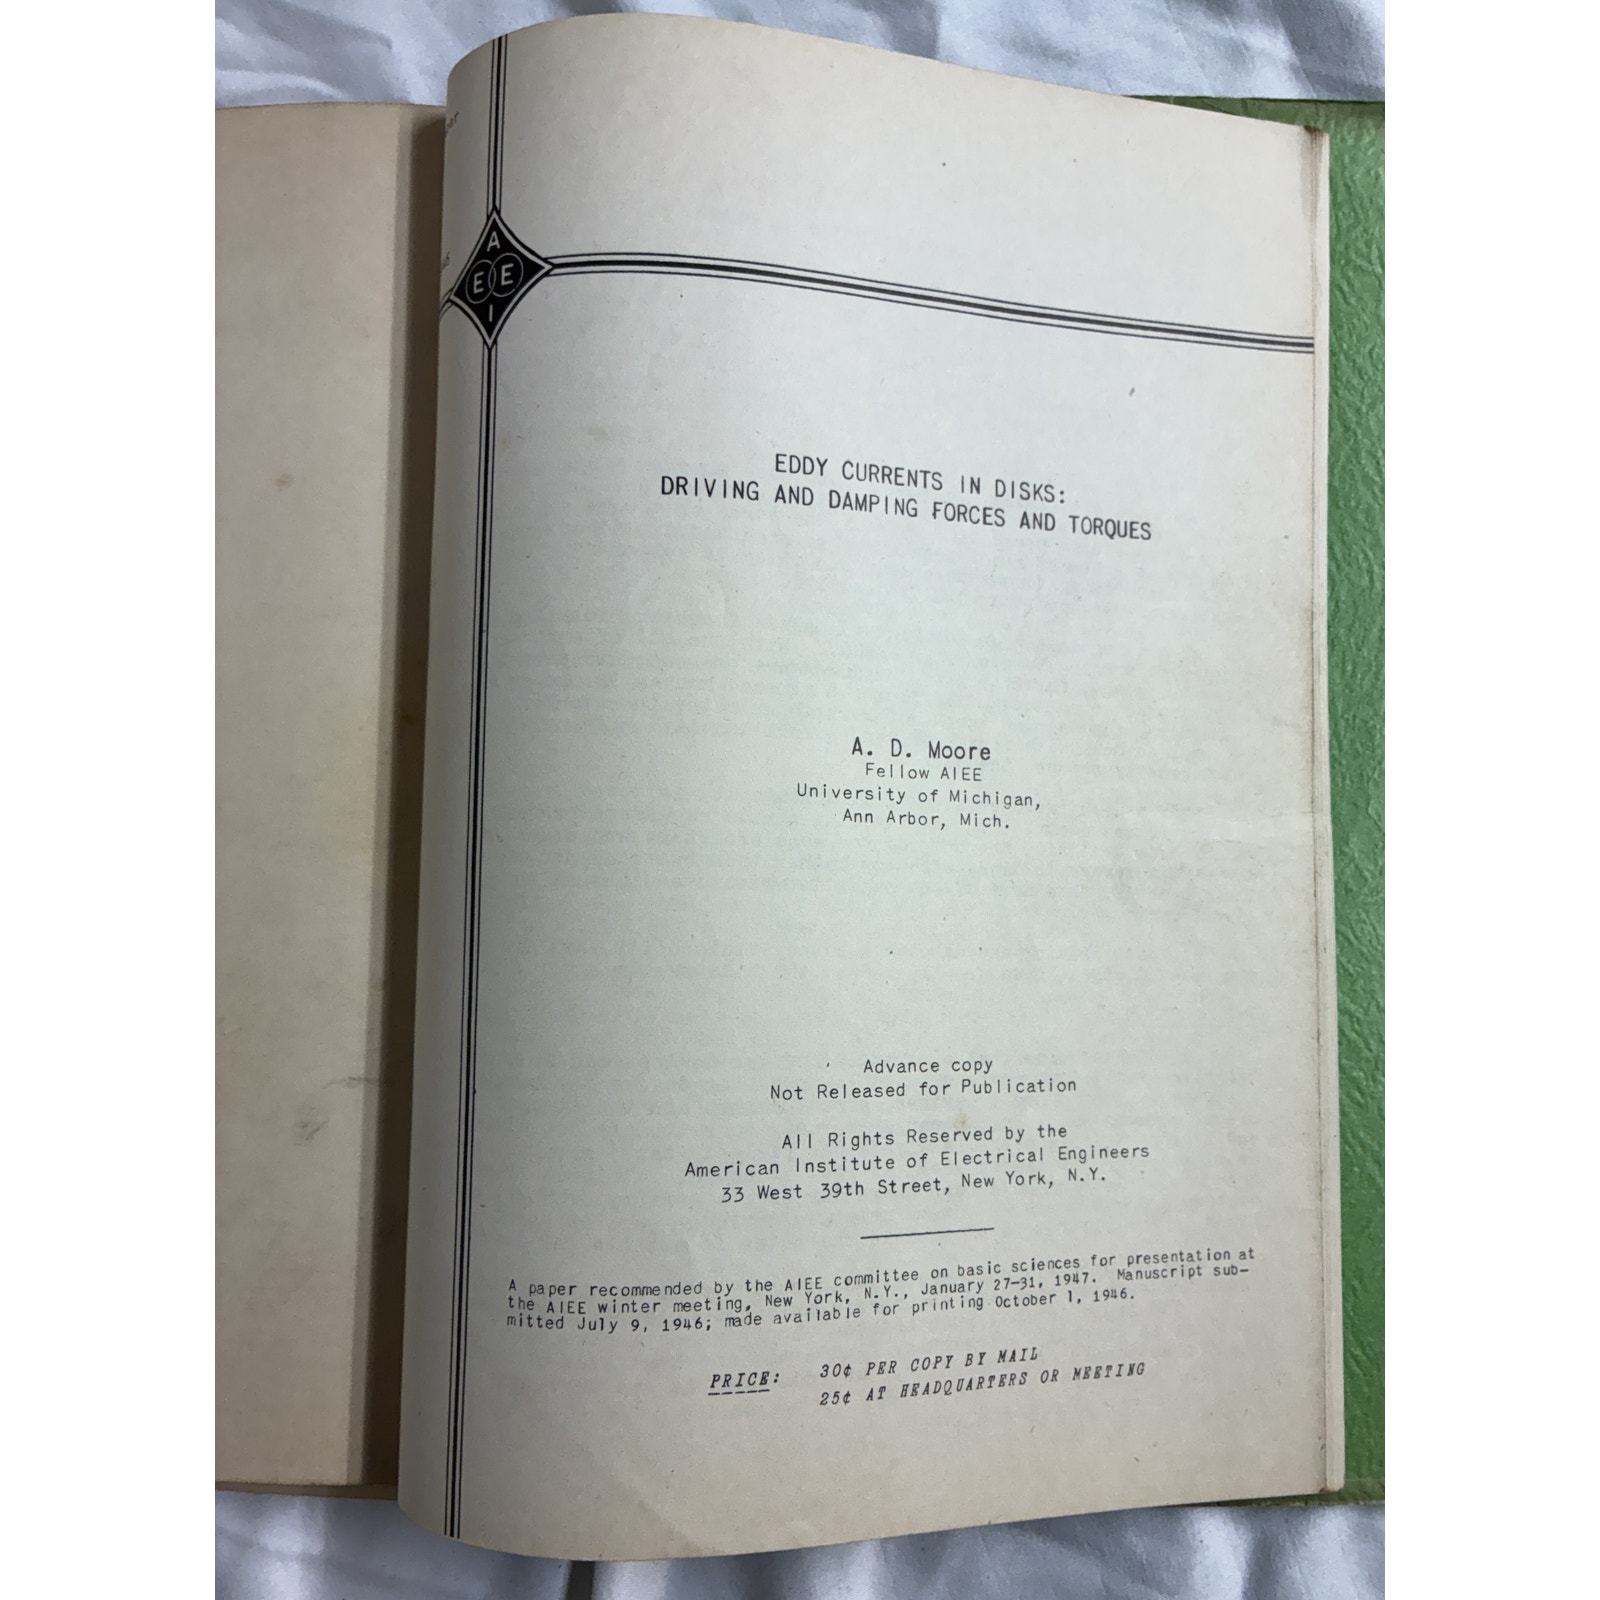 A
E E
I
EDDY CURRENTS IN DISKS:
DRIVING AND DAMPING FORCES AND TORQUES
A. D. Moore
Fellow AIEE
University of Michigan,
Ann Arbor, Mich.
Advance copy
Not Released for Publication
All Rights Reserved by the
American Institute of Electrical Engineers
33 West 39th Street, New York, N.Y.
A paper recommended by the AIEE committee on basic sciences for presentation at
the AIEE winter meeting, New York, N.Y., January 27-31, 1947. Manuscript sub-
mitted July 9, 1946; made available for printing October 1, 1946.
PRICE: 30¢ PER COPY BY MAIL
25¢ AT HEADQUARTERS OR MEETING